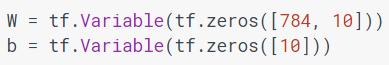 W = tf.Variable(tf.zeros([784, 10]))
b = tf.Variable(tf.zeros([10]))